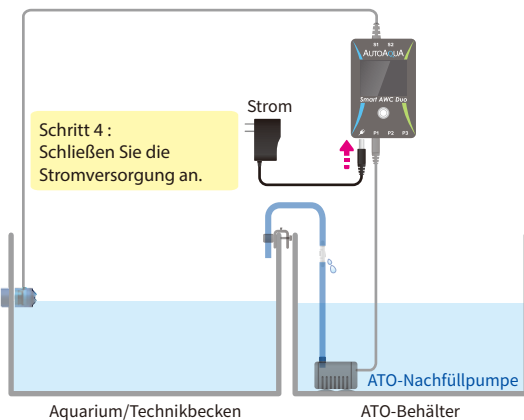 S1 S2
AUTOAQUA
Smart AWC Duo
P1 P2 P3
Strom
Schritt 4 :
Schließen Sie die
Stromversorgung an.
ATO-Nachfüllpumpe
Aquarium/Technikbecken
ATO-Behälter